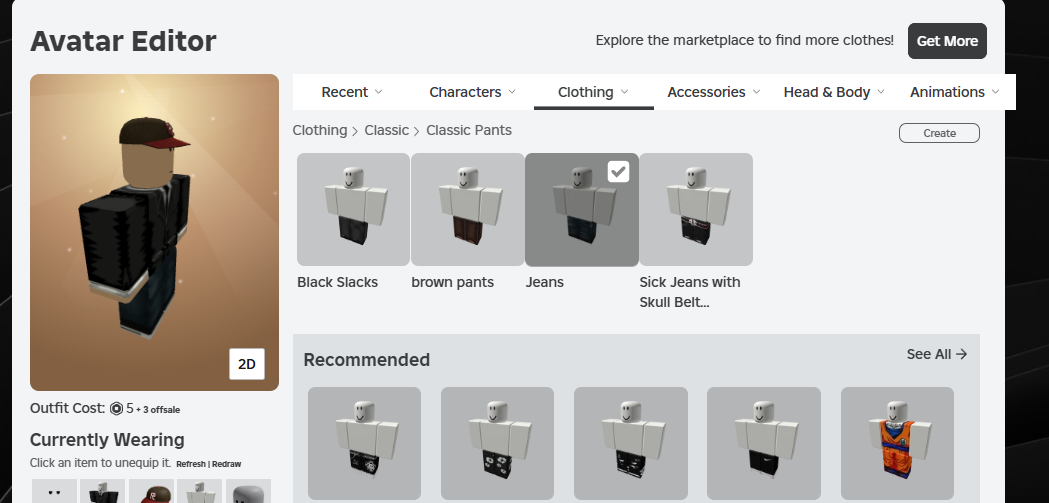 Avatar Editor
Explore the marketplace to find more clothes!
Get More
Recent
Characters
Clothing
Accessories
Head & Body
Animations
Clothing > Classic > Classic Pants
Create
Black Slacks
brown pants
Jeans
Sick Jeans with
Skull Belt...
2D
Outfit Cost: 5 + 3 offsale
Currently Wearing
Click an item to unequip it. Refresh | Redraw
Recommended
See All →